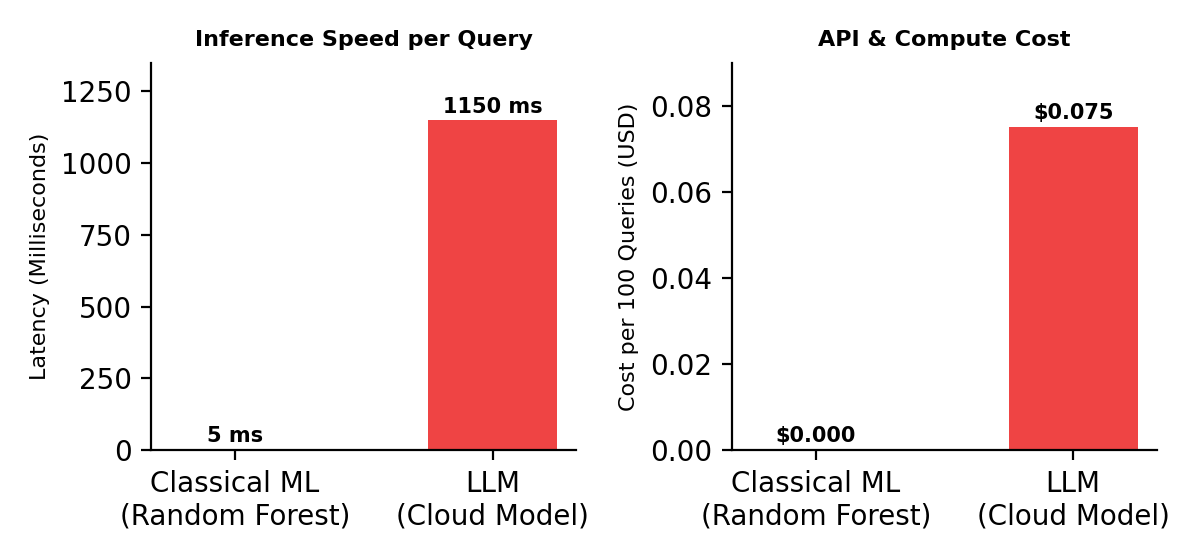 Inference Speed per Query
Latency (Milliseconds)
1250
1000
750
500
250
0
1150 ms
5 ms
Classical ML
(Random Forest)
LLM
(Cloud Model)
API & Compute Cost
Cost per 100 Queries (USD)
0.08
0.06
0.04
0.02
0.00
$0.075
$0.000
Classical ML
(Random Forest)
LLM
(Cloud Model)